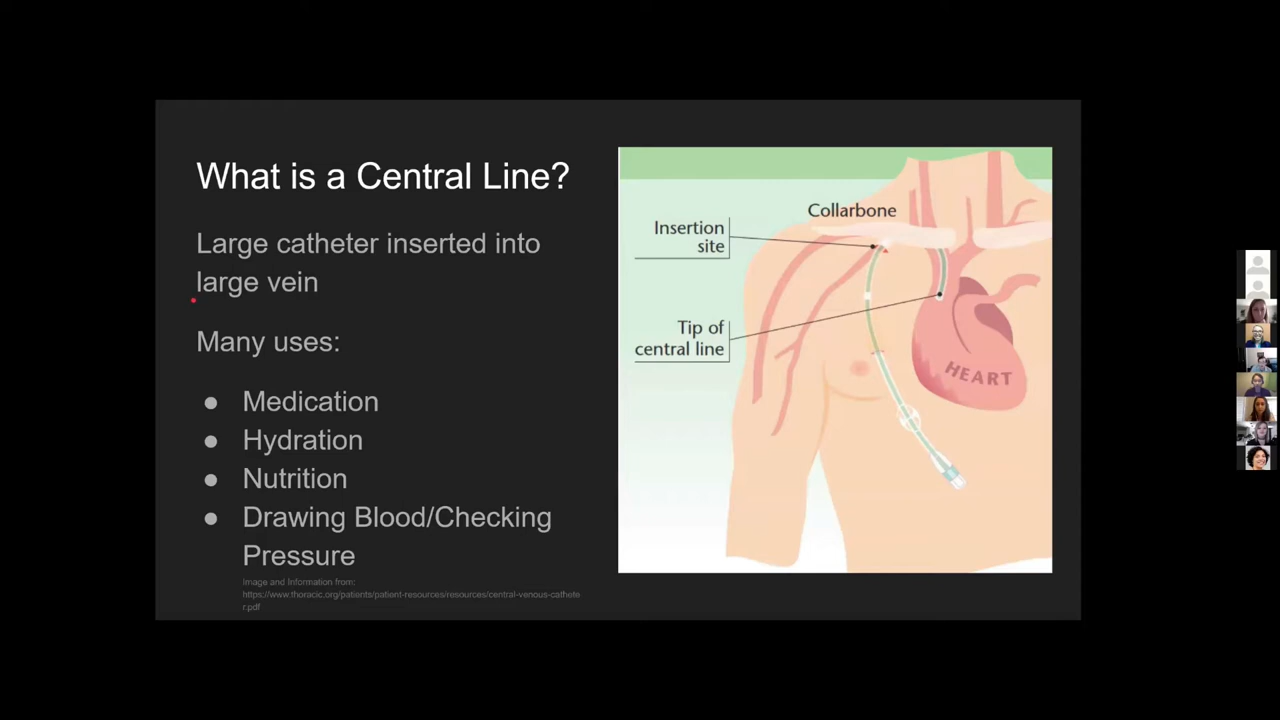 What is a Central Line?
Large catheter inserted into
large vein
Many uses:
● Medication
● Hydration
● Nutrition
● Drawing Blood/Checking
Pressure
Image and Information from:
https://www.thoracic.org/patients/patient-resources/resources/central-venous-cathete
r.pdf
Collarbone
Insertion
site
Tip of
central line
HEART